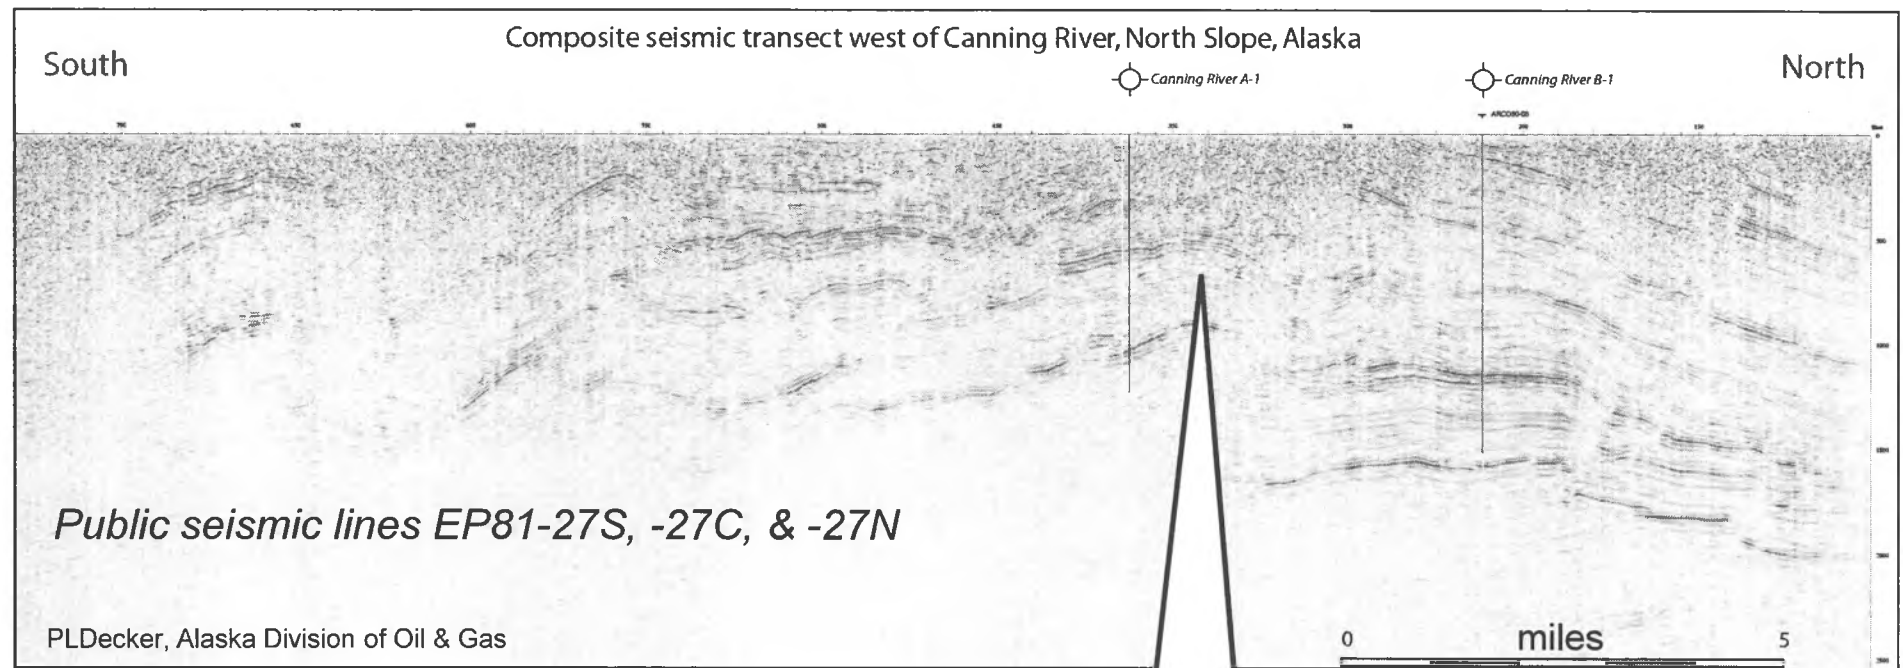 Composite seismic transect west of Canning River, North Slope, Alaska
South
North
Canning River A-1
Canning River B-1
Public seismic lines EP81-27S, -27C, & -27N
PLDecker, Alaska Division of Oil & Gas
0 miles 5